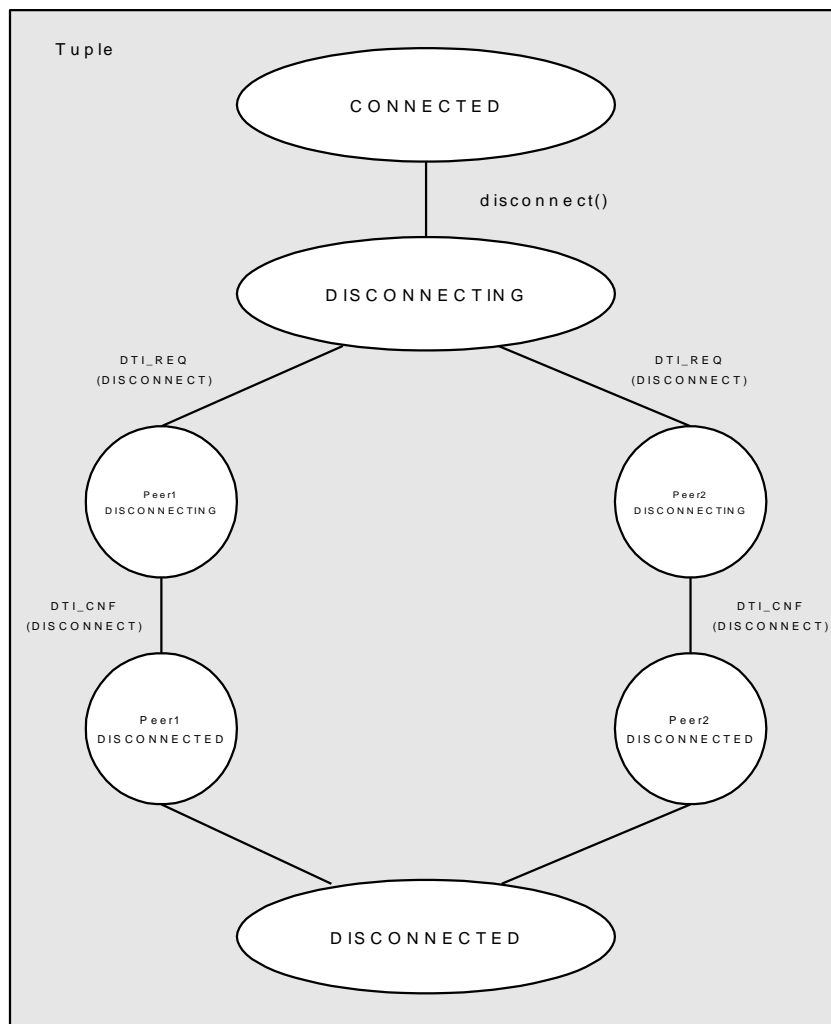 Tuple
CONNECTED
disconnect()
DISCONNECTING
DTI_REQ
(DISCONNECT)
DTI_REQ
(DISCONNECT)
Peer1
DISCONNECTING
Peer2
DISCONNECTING
DTI_CNF
(DISCONNECT)
DTI_CNF
(DISCONNECT)
Peer1
DISCONNECTED
Peer2
DISCONNECTED
DISCONNECTED